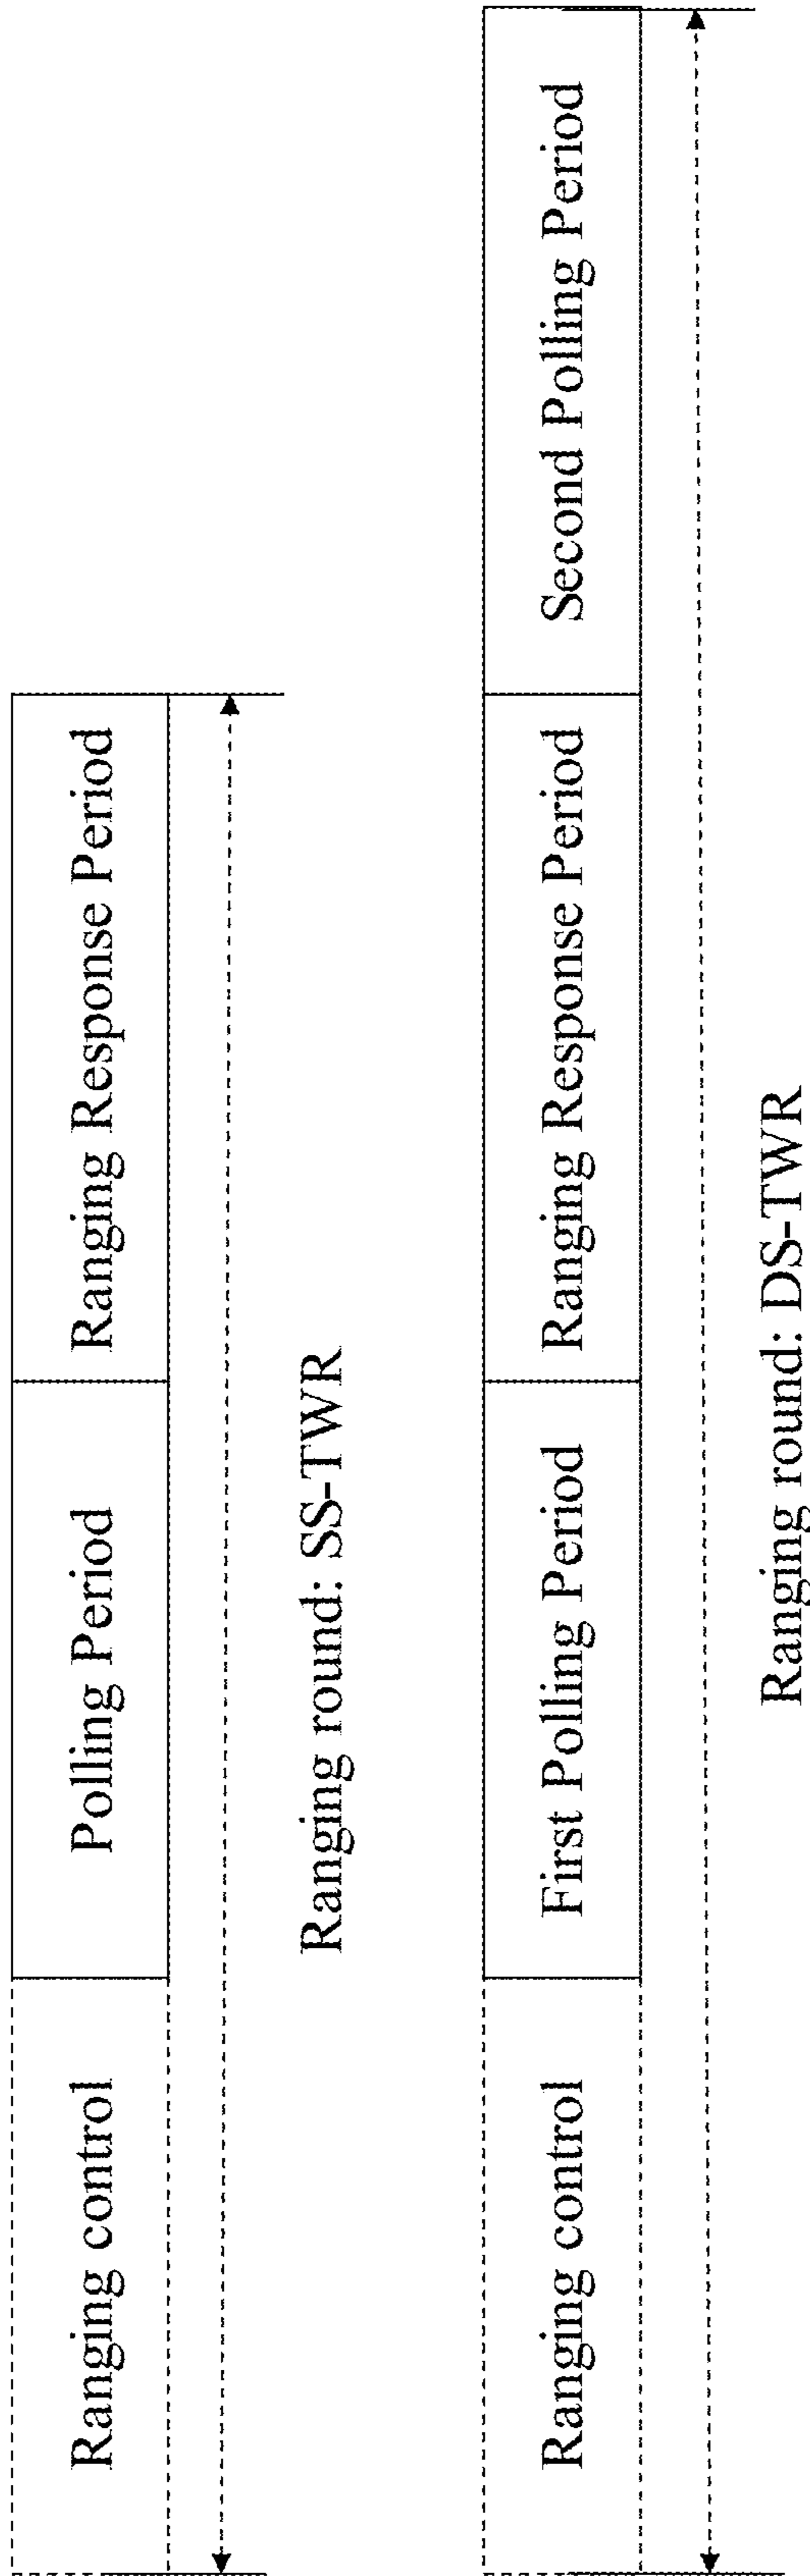 Ranging control
Polling Period
Ranging Response Period
Ranging round: SS-TWR
Ranging control
First Polling Period
Ranging Response Period
Second Polling Period
Ranging round: DS-TWR